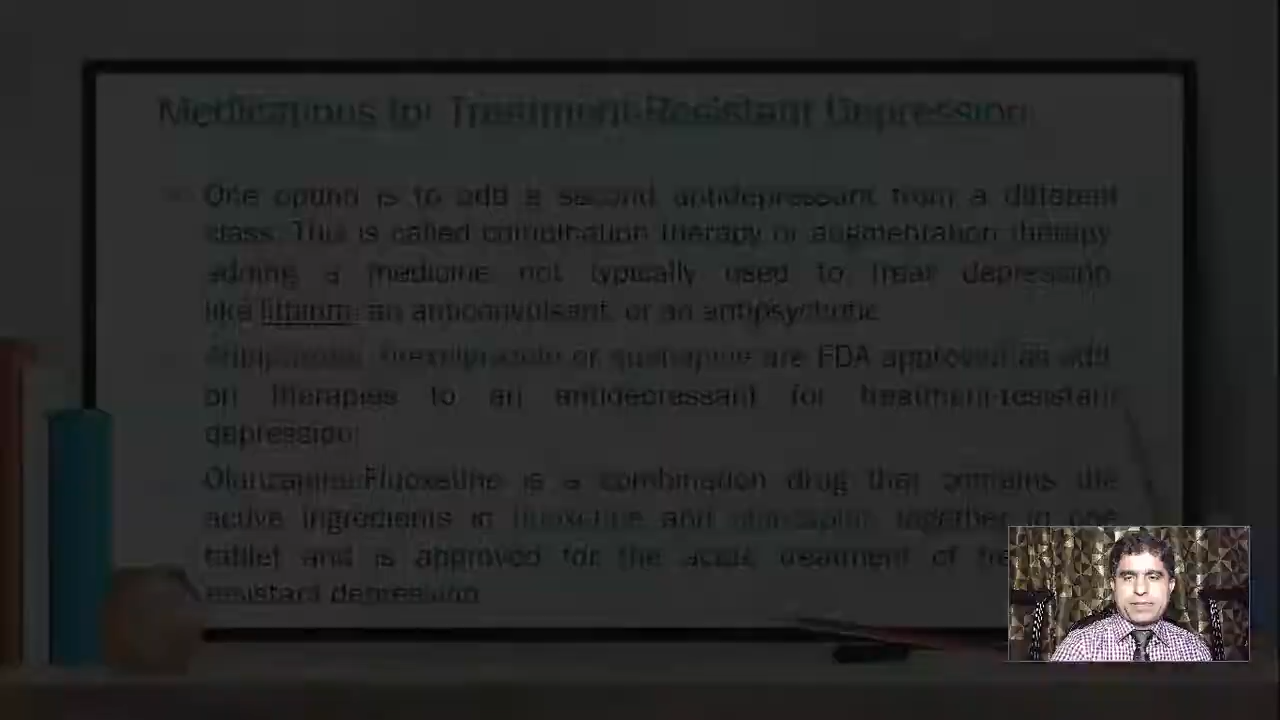 Medications for Treatment-Resistant Depression
One option is to add a second antidepressant from a different
class. This is called combination therapy or augmentation therapy
adding a medicine not typically used to treat depression
like lithium, an anticonvulsant, or an antipsychotic
Aripiprazole, brexpiprazole or quetiapine are FDA approved as add
on therapies to an antidepressant for treatment-resistant
depression.
Olanzapine-Fluoxetine is a combination drug that contains the
active ingredients in fluoxetine and olanzapine together in one
tablet and is approved for the acute treatment of
resistant depression